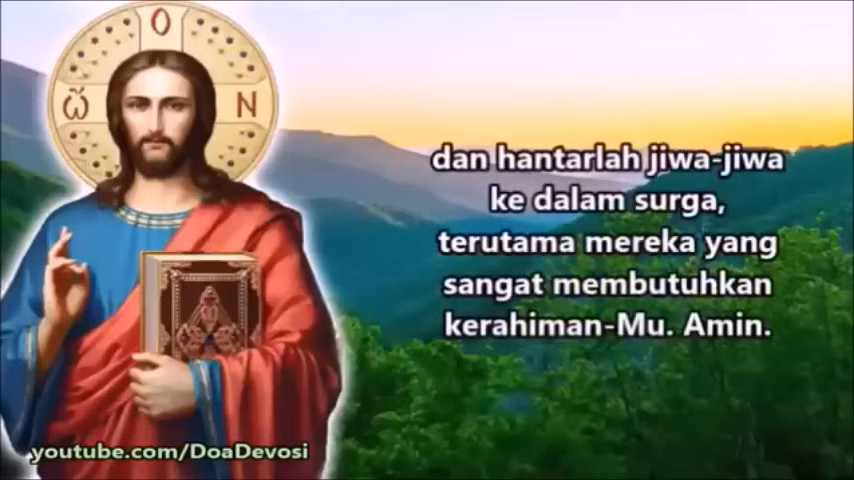 Ο
ὤ Ν
dan hantarlah jiwa-jiwa
ke dalam surga,
terutama mereka yang
sangat membutuhkan
kerahiman-Mu. Amin.
youtube.com/DoaDevosi